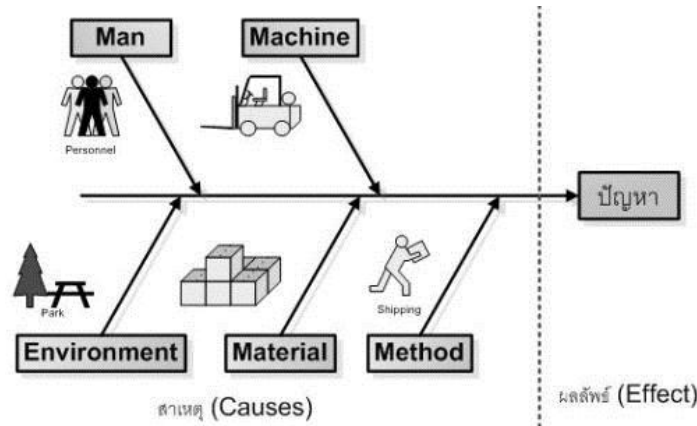 Man
Machine
Personnel
ปัญหา
Park
Shipping
Environment
Material
Method
สาเหตุ (Causes)
ผลลัพธ์ (Effect)